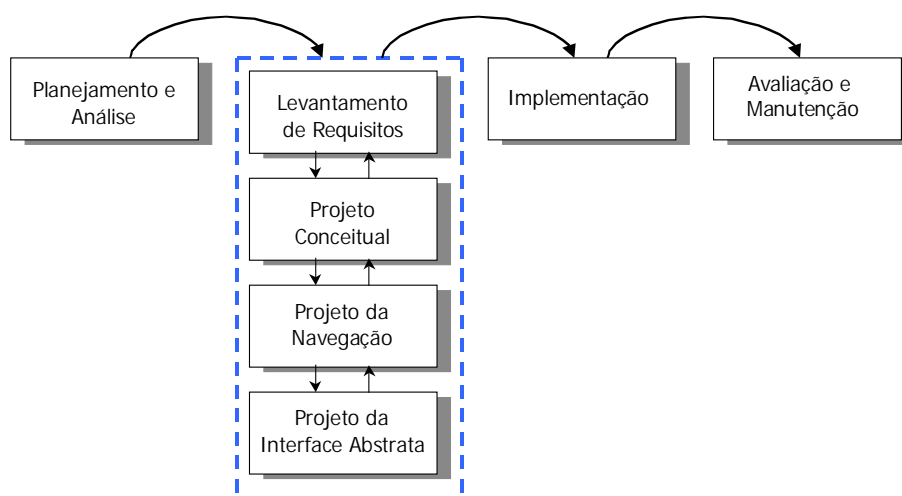 Planejamento e
Análise
Levantamento
de Requisitos
Projeto
Conceitual
Projeto da
Navegação
Projeto da
Interface Abstrata
Implementação
Avaliação e
Manutenção